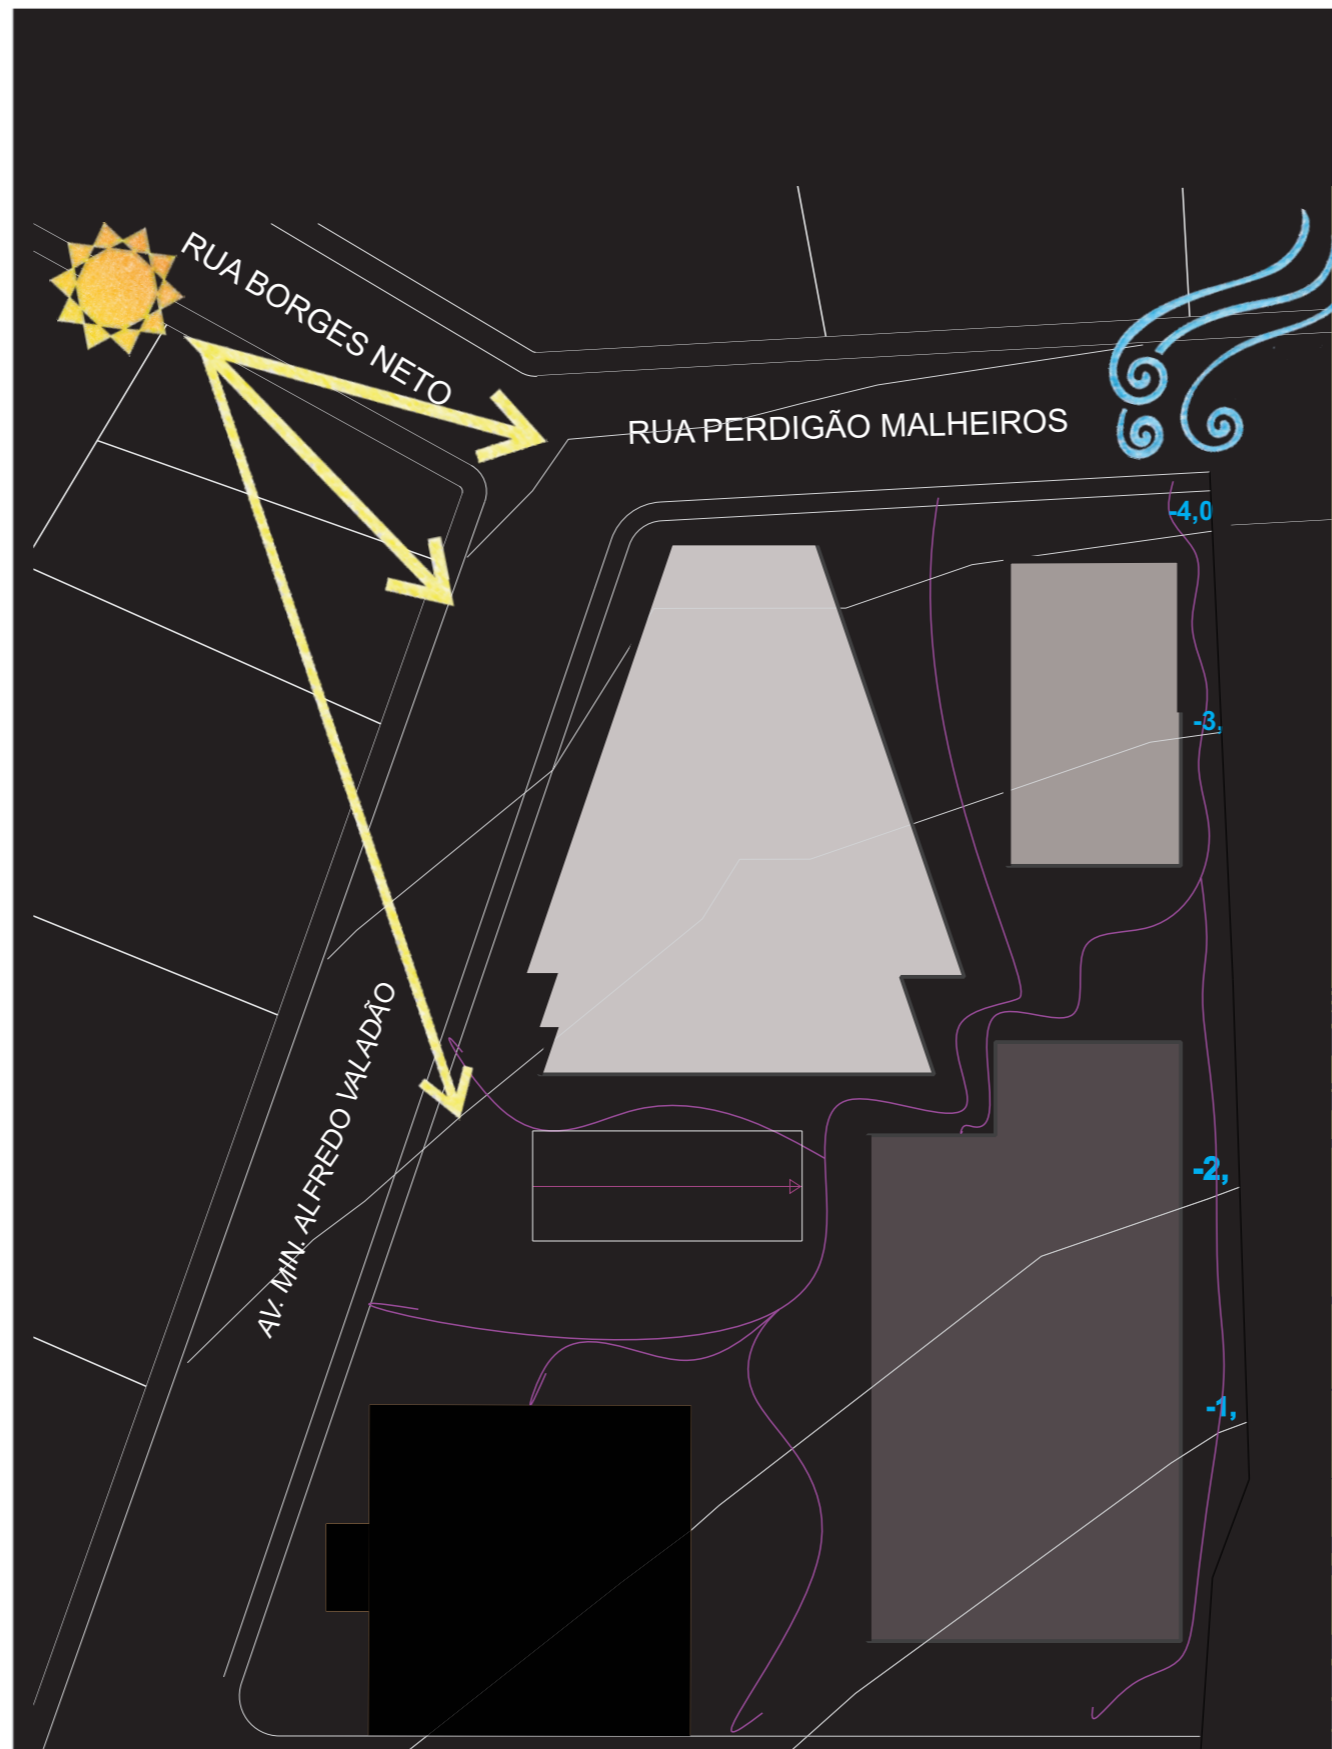 RUA BORGES NETO
RUA PERDIGÃO MALHEIROS
-4,0
-3,
AV. MIN. ALFREDO VALADÃO
-2,
-1,